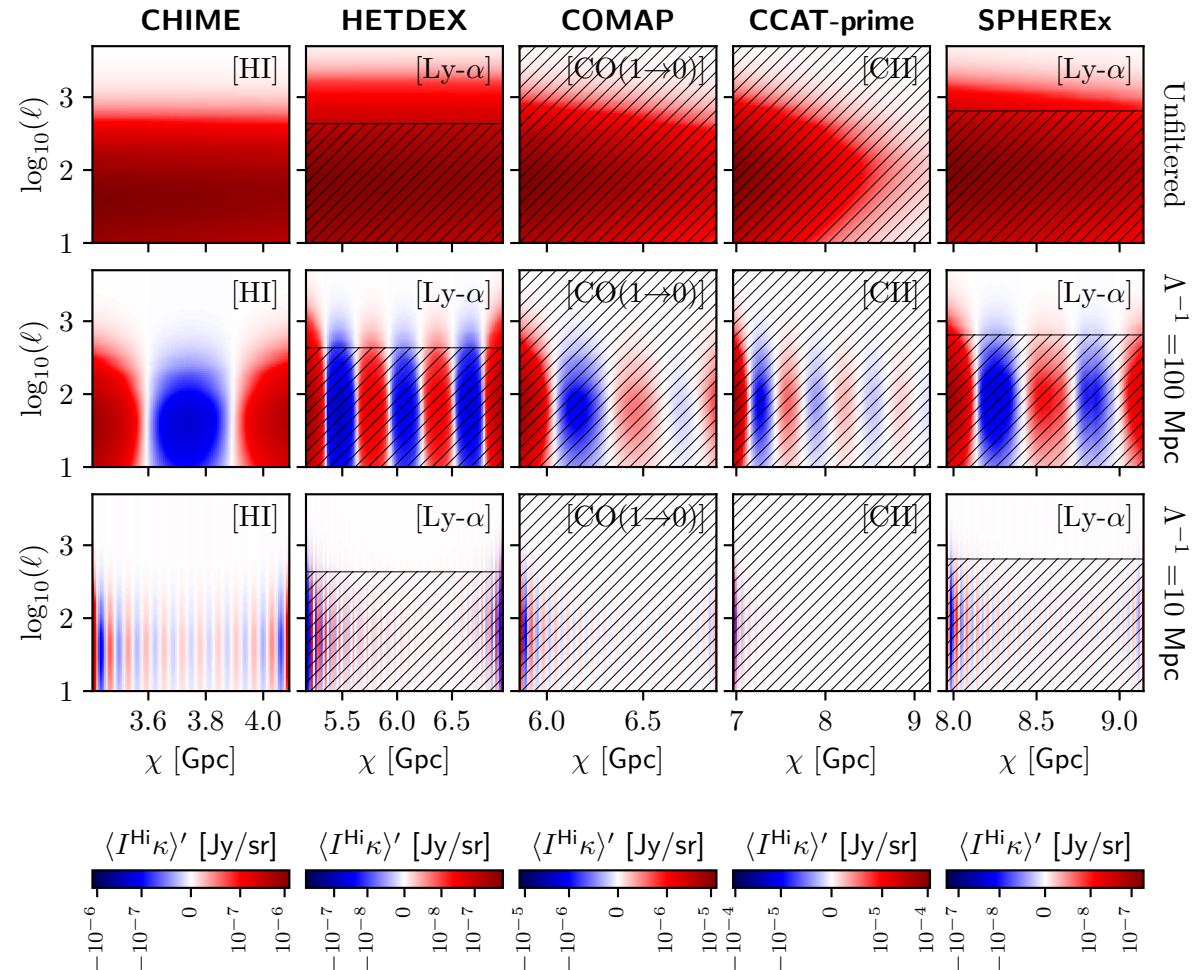 CHIME HETDEX COMAP CCAT-prime SPHEREx
[HI] [Ly-α] [CO(1→0)] [CII] [Ly-α]
log₁₀(ℓ) 3 2 1 Unfiltered
[HI] [Ly-α] [CO(1→0)] [CII] [Ly-α]
log₁₀(ℓ) 3 2 1 Λ⁻¹ =100 Mpc
[HI] [Ly-α] [CO(1→0)] [CII] [Ly-α]
log₁₀(ℓ) 3 2 1 Λ⁻¹ =10 Mpc
3.6 3.8 4.0 5.5 6.0 6.5 6.0 6.5 7 8 9 8.0 8.5 9.0
χ [Gpc] χ [Gpc] χ [Gpc] χ [Gpc] χ [Gpc]
⟨I^Hi κ⟩′ [Jy/sr] ⟨I^Hi κ⟩′ [Jy/sr] ⟨I^Hi κ⟩′ [Jy/sr] ⟨I^Hi κ⟩′ [Jy/sr] ⟨I^Hi κ⟩′ [Jy/sr]
−10⁻⁶ −10⁻⁷ 0 10⁻⁷ 10⁻⁶ −10⁻⁷ −10⁻⁸ 0 10⁻⁸ 10⁻⁷ −10⁻⁵ −10⁻⁶ 0 10⁻⁶ 10⁻⁵ −10⁻⁴ −10⁻⁵ 0 10⁻⁵ 10⁻⁴ −10⁻⁷ −10⁻⁸ 0 10⁻⁸ 10⁻⁷